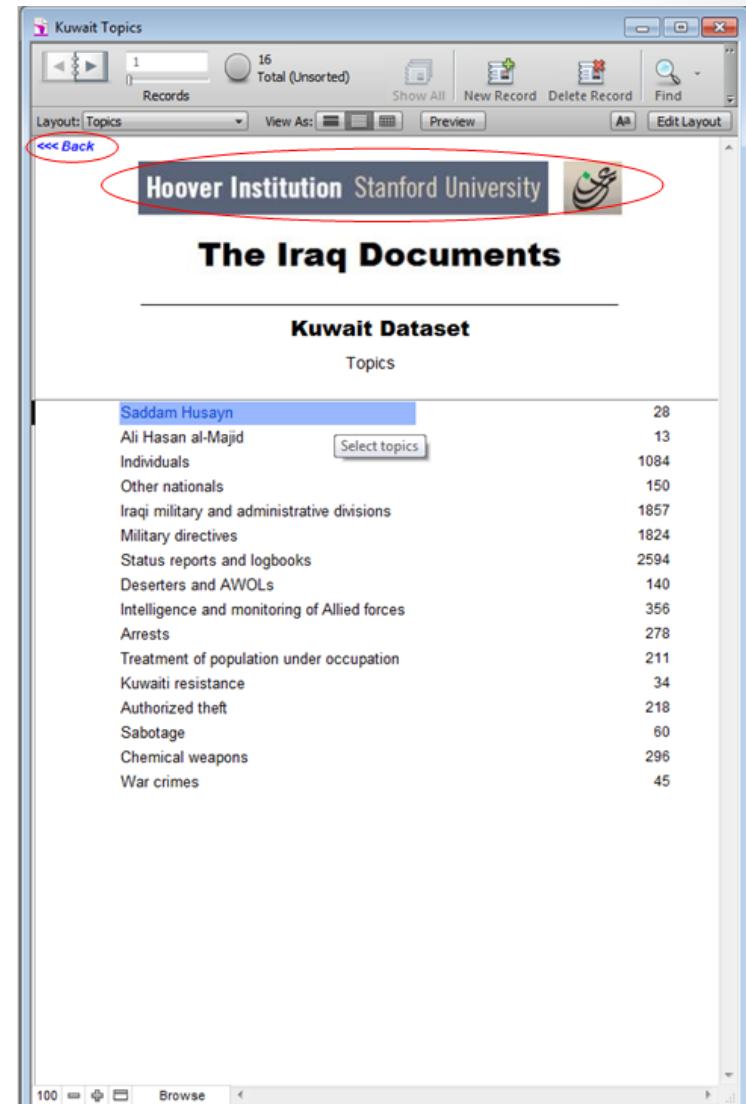 Kuwait Topics
1
Records
16
Total (Unsorted)
Show All
New Record
Delete Record
Find
Layout: Topics
View As:
Preview
Aa
Edit Layout
<<< Back
Hoover Institution Stanford University
The Iraq Documents
Kuwait Dataset
Topics
Saddam Husayn 28
Ali Hasan al-Majid 13
Select topics
Individuals 1084
Other nationals 150
Iraqi military and administrative divisions 1857
Military directives 1824
Status reports and logbooks 2594
Deserters and AWOLs 140
Intelligence and monitoring of Allied forces 356
Arrests 278
Treatment of population under occupation 211
Kuwaiti resistance 34
Authorized theft 218
Sabotage 60
Chemical weapons 296
War crimes 45
100
Browse